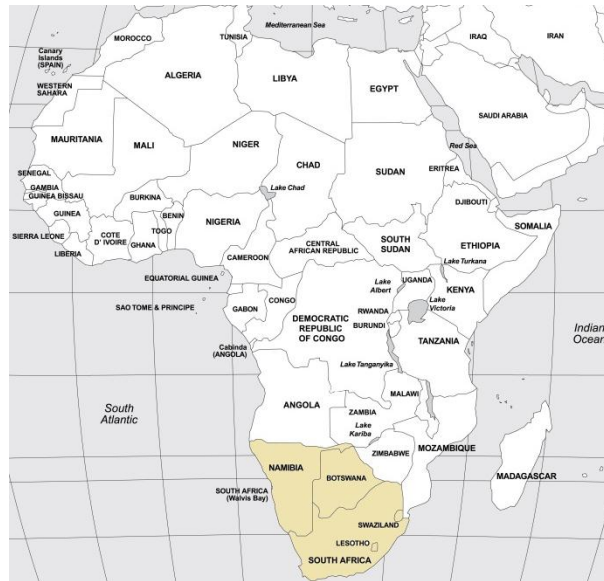 Mediterranean Sea
Canary
Islands
(SPAIN)
MOROCCO
TUNISIA
IRAQ
IRAN
ALGERIA
LIBYA
EGYPT
WESTERN
SAHARA
SAUDI ARABIA
MAURITANIA
MALI
NIGER
CHAD
SUDAN
Red Sea
ERITREA
SENEGAL
GAMBIA
GUINEA BISSAU
GUINEA
SIERRA LEONE
LIBERIA
COTE
D' IVOIRE
BURKINA
GHANA
TOGO
BENIN
NIGERIA
Lake Chad
DJIBOUTI
SOMALIA
ETHIOPIA
SOUTH
SUDAN
CENTRAL
AFRICAN REPUBLIC
CAMEROON
Lake Turkana
EQUATORIAL GUINEA
SAO TOME & PRINCIPE
GABON
CONGO
DEMOCRATIC
REPUBLIC
OF CONGO
Lake
Albert
UGANDA
KENYA
Lake
Victoria
RWANDA
BURUNDI
TANZANIA
Indian
Ocean
Cabinda
(ANGOLA)
Lake Tanganyika
South
Atlantic
ANGOLA
ZAMBIA
MALAWI
Lake
Kariba
MOZAMBIQUE
ZIMBABWE
MADAGASCAR
NAMIBIA
BOTSWANA
SOUTH AFRICA
(Walvis Bay)
SWAZILAND
LESOTHO
SOUTH AFRICA